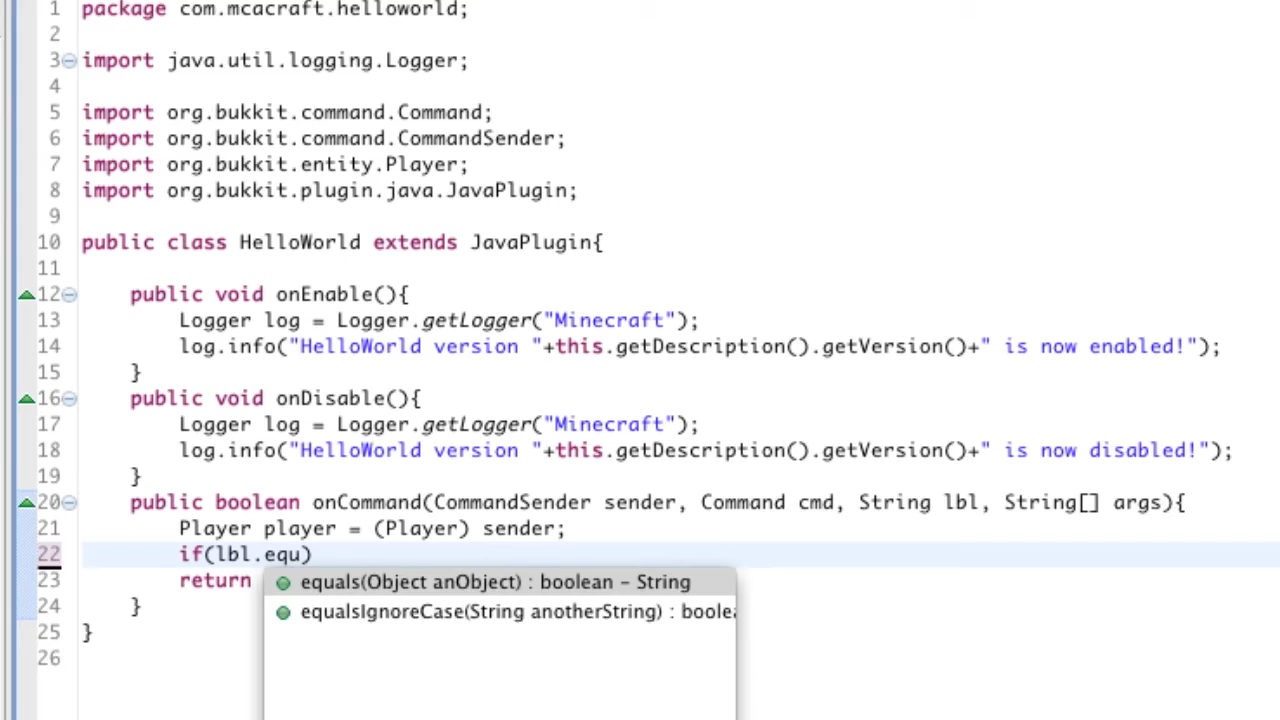 1 package com.mcacraft.helloworld;
2
3 import java.util.logging.Logger;
4
5 import org.bukkit.command.Command;
6 import org.bukkit.command.CommandSender;
7 import org.bukkit.entity.Player;
8 import org.bukkit.plugin.java.JavaPlugin;
9
10 public class HelloWorld extends JavaPlugin{
11
12 public void onEnable(){
13 Logger log = Logger.getLogger("Minecraft");
14 log.info("HelloWorld version "+this.getDescription().getVersion()+" is now enabled!");
15 }
16 public void onDisable(){
17 Logger log = Logger.getLogger("Minecraft");
18 log.info("HelloWorld version "+this.getDescription().getVersion()+" is now disabled!");
19 }
20 public boolean onCommand(CommandSender sender, Command cmd, String lbl, String[] args){
21 Player player = (Player) sender;
22 if(lbl.equ)
23 return
equals(Object anObject) : boolean - String
24 }
equalsIgnoreCase(String anotherString) : boolea
25 }
26